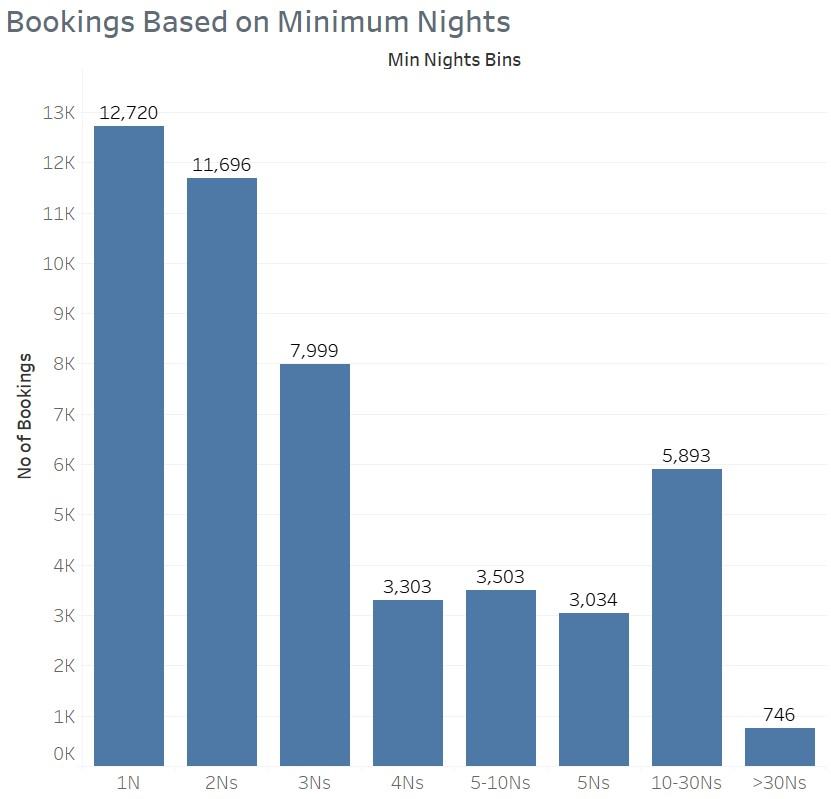 Bookings Based on Minimum Nights
Min Nights Bins
No of Bookings
13K
12K
11K
10K
9K
8K
7K
6K
5K
4K
3K
2K
1K
0K
12,720
11,696
7,999
3,303
3,503
3,034
5,893
746
1N
2Ns
3Ns
4Ns
5-10Ns
5Ns
10-30Ns
>30Ns